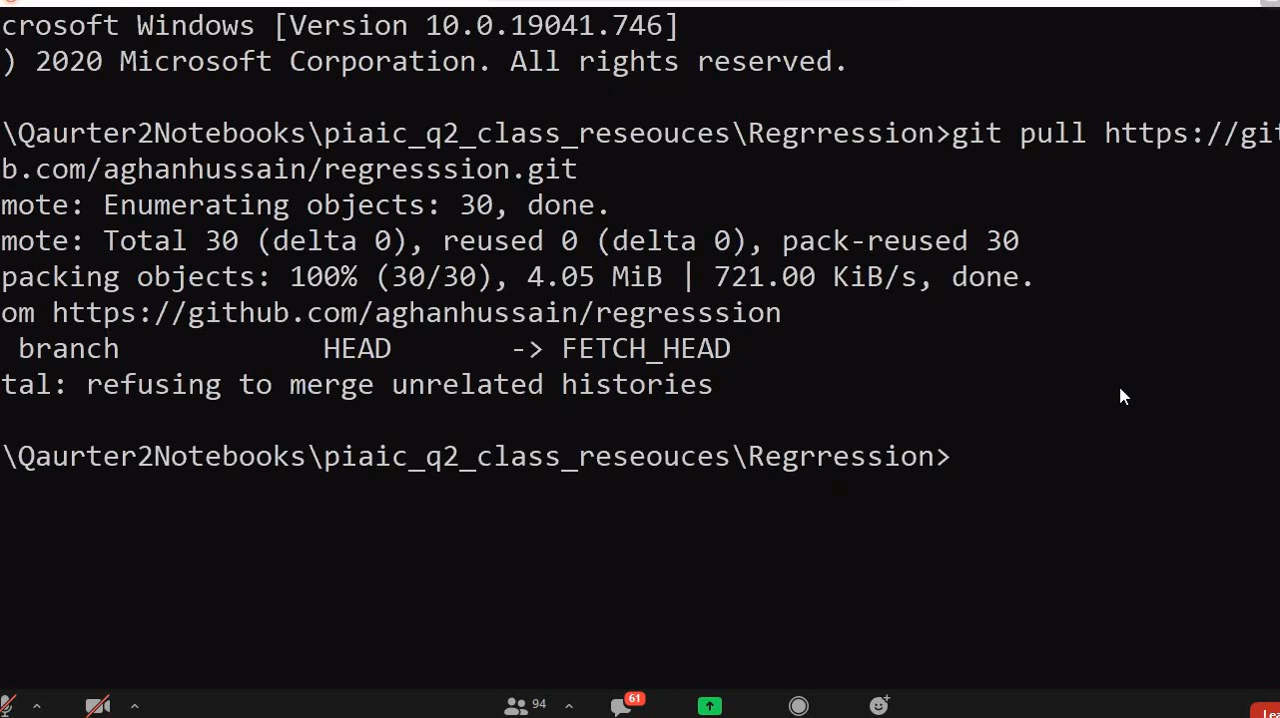 crosoft Windows [Version 10.0.19041.746]
) 2020 Microsoft Corporation. All rights reserved.
\Qaurter2Notebooks\piaic_q2_class_reseouces\Regrression>git pull https://git
b.com/aghanhussain/regresssion.git
mote: Enumerating objects: 30, done.
mote: Total 30 (delta 0), reused 0 (delta 0), pack-reused 30
packing objects: 100% (30/30), 4.05 MiB | 721.00 KiB/s, done.
om https://github.com/aghanhussain/regresssion
branch HEAD -> FETCH_HEAD
tal: refusing to merge unrelated histories
\Qaurter2Notebooks\piaic_q2_class_reseouces\Regrression>
94 61